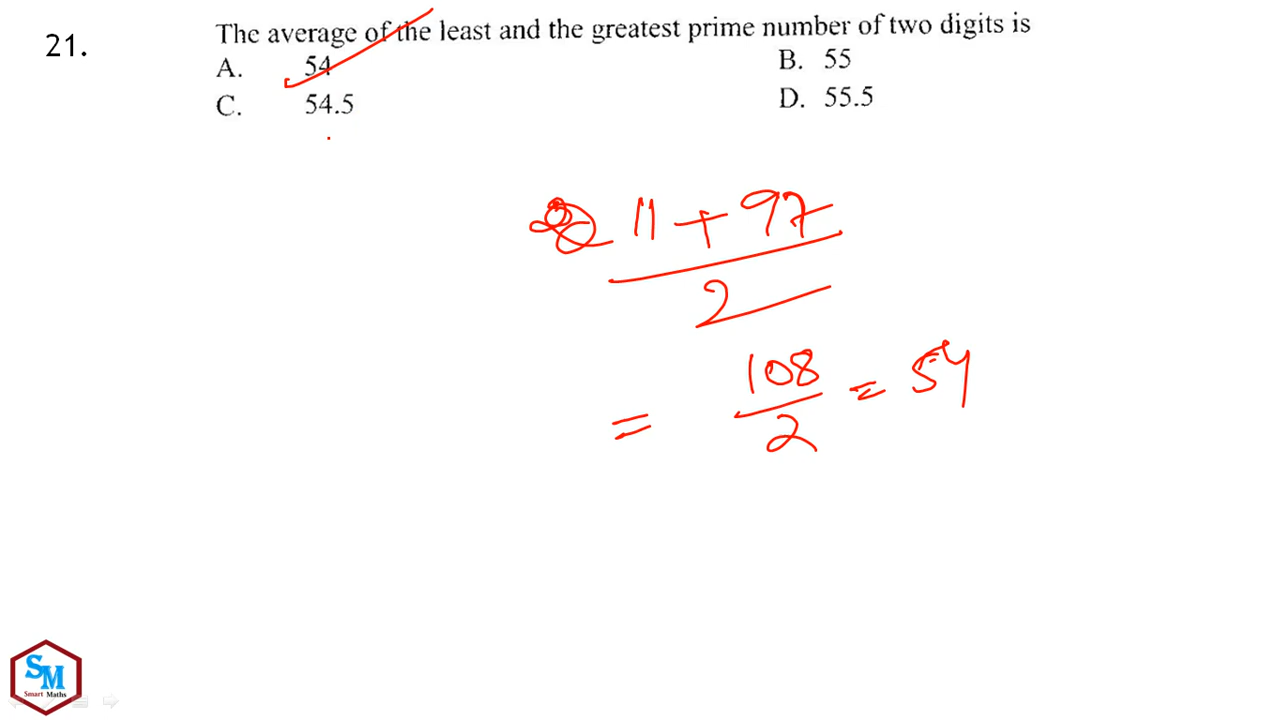 21. The average of the least and the greatest prime number of two digits is
A. 54 B. 55
C. 54.5 D. 55.5
11 + 97
2
= 108 = 54
2
SM
Smart Maths